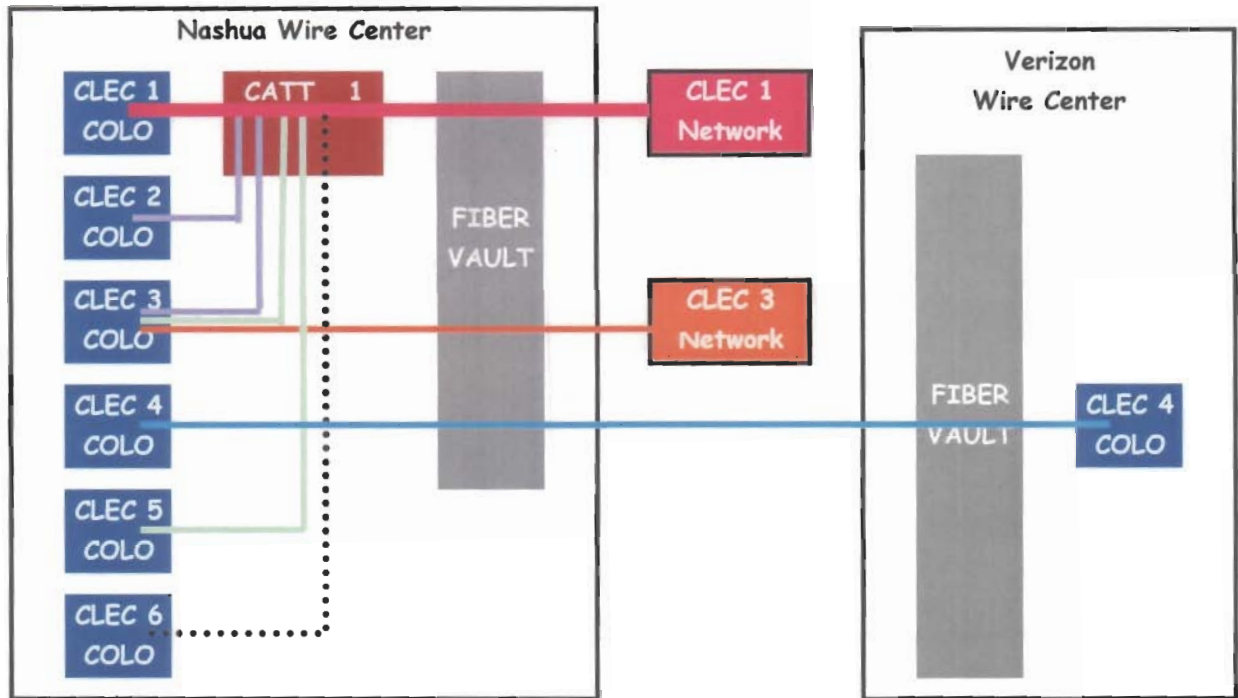 Nashua Wire Center
CLEC 1
COLO
CATT 1
CLEC 2
COLO
CLEC 3
COLO
CLEC 4
COLO
CLEC 5
COLO
CLEC 6
COLO
FIBER
VAULT
CLEC 1
Network
CLEC 3
Network
Verizon
Wire Center
FIBER
VAULT
CLEC 4
COLO